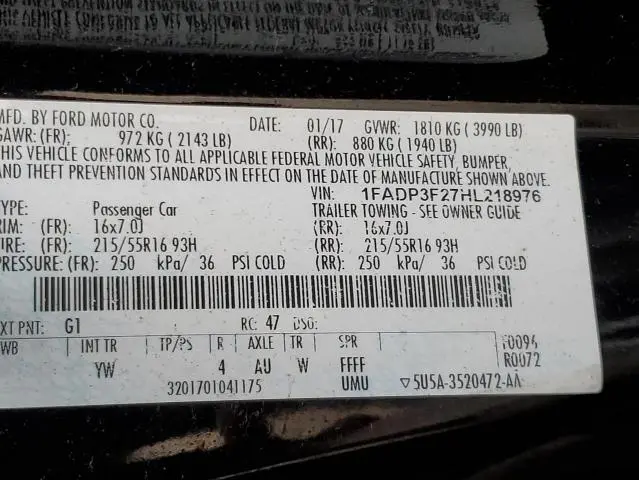 MFD. BY FORD MOTOR CO. DATE: 01/17 GVWR: 1810 KG ( 3990 LB)
GAWR: (FR): 972 KG ( 2143 LB) (RR): 880 KG ( 1940 LB)
THIS VEHICLE CONFORMS TO ALL APPLICABLE FEDERAL MOTOR VEHICLE SAFETY, BUMPER,
AND THEFT PREVENTION STANDARDS IN EFFECT ON THE DATE OF MANUFACTURE SHOWN ABOVE.
VIN: 1FADP3F27HL218976
TYPE: Passenger Car TRAILER TOWING - SEE OWNER GUIDE
RIM: (FR) 16x7.0J (RR): 16x7.0J
TIRE: (FR) 215/55R16 93H (RR): 215/55R16 93H
PRESSURE: (FR) 250 kPa/ 36 PSI COLD (RR): 250 kPa/ 36 PSI COLD
EXT PNT: G1 RC: 47 DSO:
WB INT TR TP/PS R AXLE TR SPR F0094
YW 4 AU W FFFF R0072
3201701041175 UMU ▽5U5A-3520472-AA